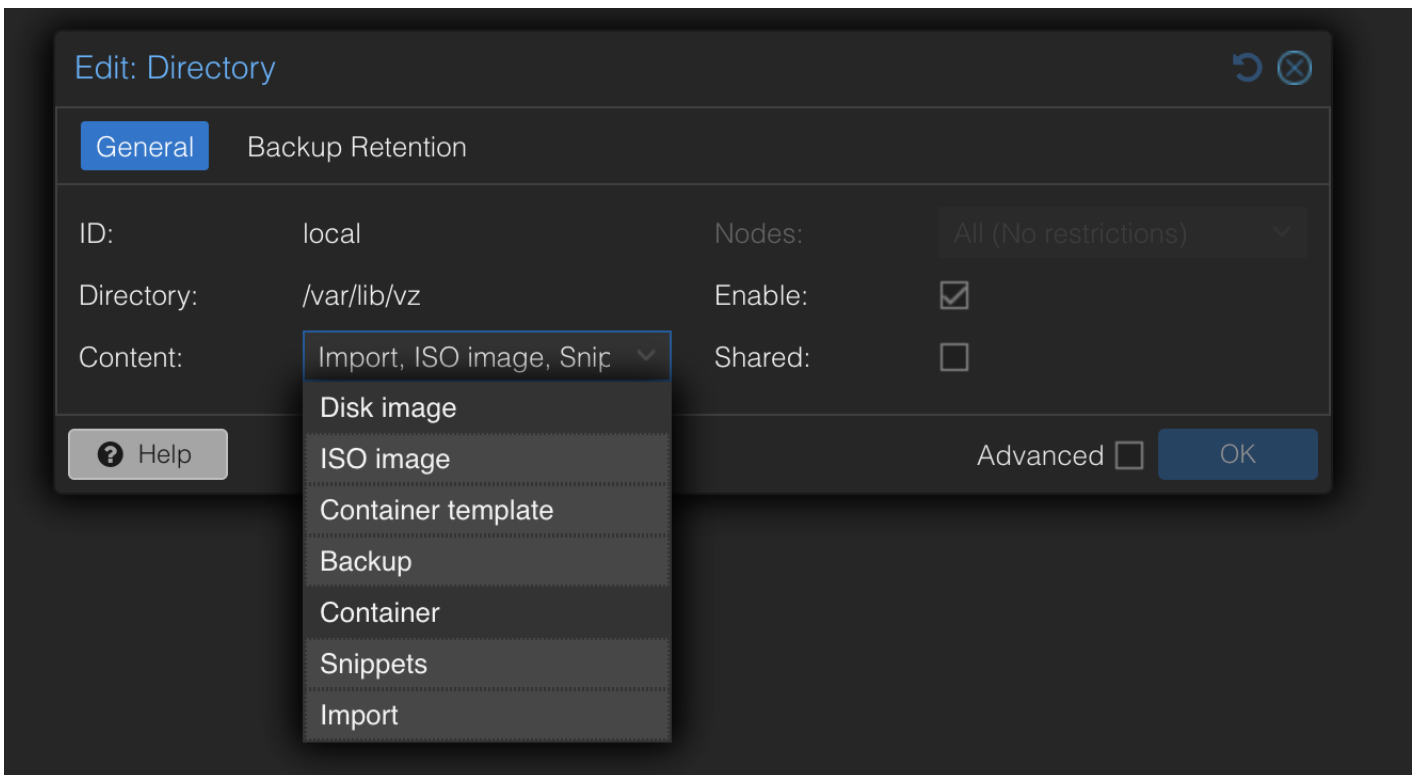 Edit: Directory
General Backup Retention
ID: local Nodes: All (No restrictions)
Directory: /var/lib/vz Enable:
Content: Import, ISO image, Snip Shared:
Disk image
Help ISO image Advanced OK
Container template
Backup
Container
Snippets
Import